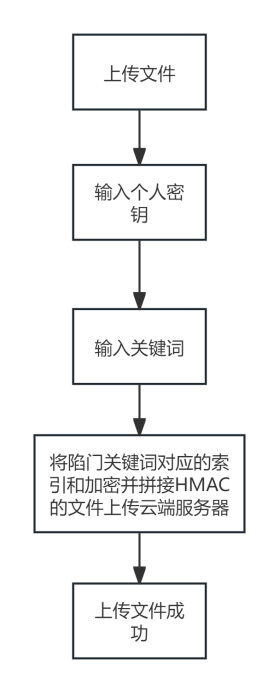 上传文件
输入个人密
钥
输入关键词
将陷门关键词对应的索
引和加密并拼接HMAC
的文件上传云端服务器
上传文件成
功